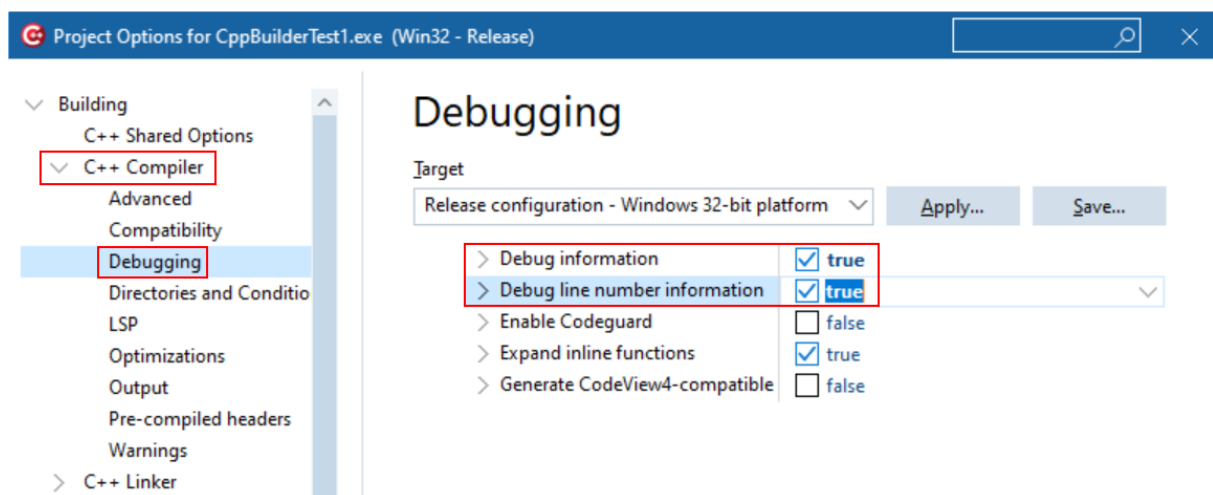 Project Options for CppBuilderTest1.exe (Win32 - Release)
Building
C++ Shared Options
C++ Compiler
Advanced
Compatibility
Debugging
Directories and Conditio
LSP
Optimizations
Output
Pre-compiled headers
Warnings
C++ Linker
Debugging
Target
Release configuration - Windows 32-bit platform
Apply...
Save...
Debug information true
Debug line number information true
Enable Codeguard false
Expand inline functions true
Generate CodeView4-compatible false